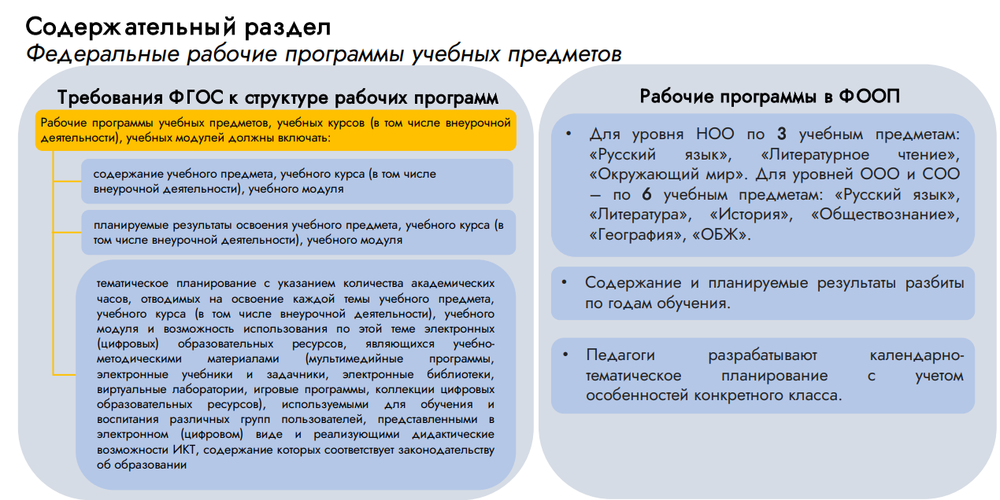 Содержательный раздел
Федеральные рабочие программы учебных предметов
Требования ФГОС к структуре рабочих программ
Рабочие программы учебных предметов, учебных курсов (в том числе внеурочной
деятельности), учебных модулей должны включать:
содержание учебного предмета, учебного курса (в том числе
внеурочной деятельности), учебного модуля
планируемые результаты освоения учебного предмета, учебного курса (в
том числе внеурочной деятельности), учебного модуля
тематическое планирование с указанием количества академических
часов, отводимых на освоение каждой темы учебного предмета,
учебного курса (в том числе внеурочной деятельности), учебного
модуля и возможность использования по этой теме электронных
(цифровых) образовательных ресурсов, являющихся учебно-
методическими материалами (мультимедийные программы,
электронные учебники и задачники, электронные библиотеки,
виртуальные лаборатории, игровые программы, коллекции цифровых
образовательных ресурсов), используемыми для обучения и
воспитания различных групп пользователей, представленными в
электронном (цифровом) виде и реализующими дидактические
возможности ИКТ, содержание которых соответствует законодательству
об образовании
Рабочие программы в ФООП
• Для уровня НОО по 3 учебным предметам:
«Русский язык», «Литературное чтение»,
«Окружающий мир». Для уровней ООО и СОО
– по 6 учебным предметам: «Русский язык»,
«Литература», «История», «Обществознание»,
«География», «ОБЖ».
• Содержание и планируемые результаты разбиты
по годам обучения.
• Педагоги разрабатывают календарно-
тематическое планирование с учетом
особенностей конкретного класса.